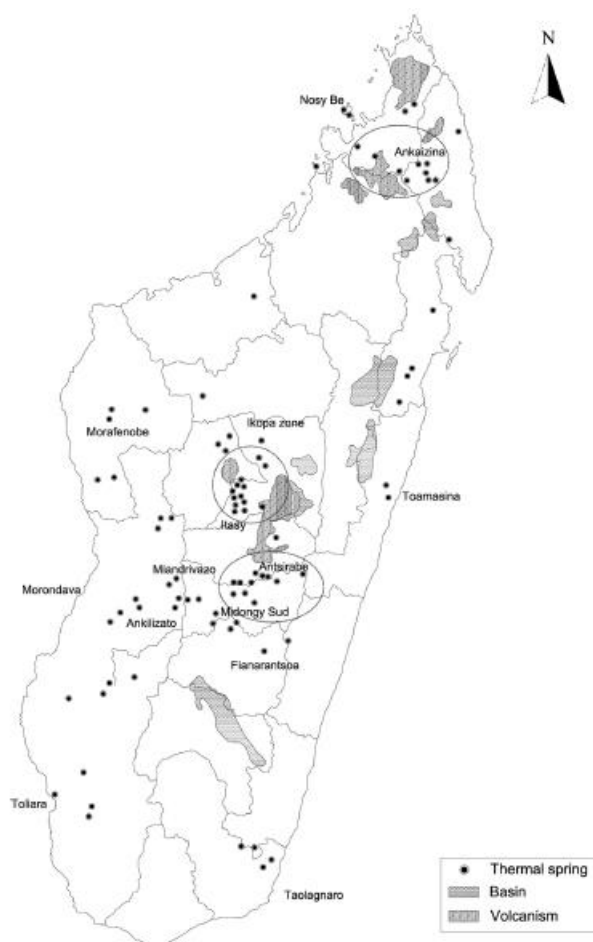 N
Nosy Be
Ankaizina
Ikopa zone
Morafenobe
Toamasina
Itasy
Miandrivazo
Antsirabe
Morondava
Ankilizato
Midongy Sud
Fianarantsoa
Toliara
Thermal spring
Basin
Taolagnaro
Volcanism